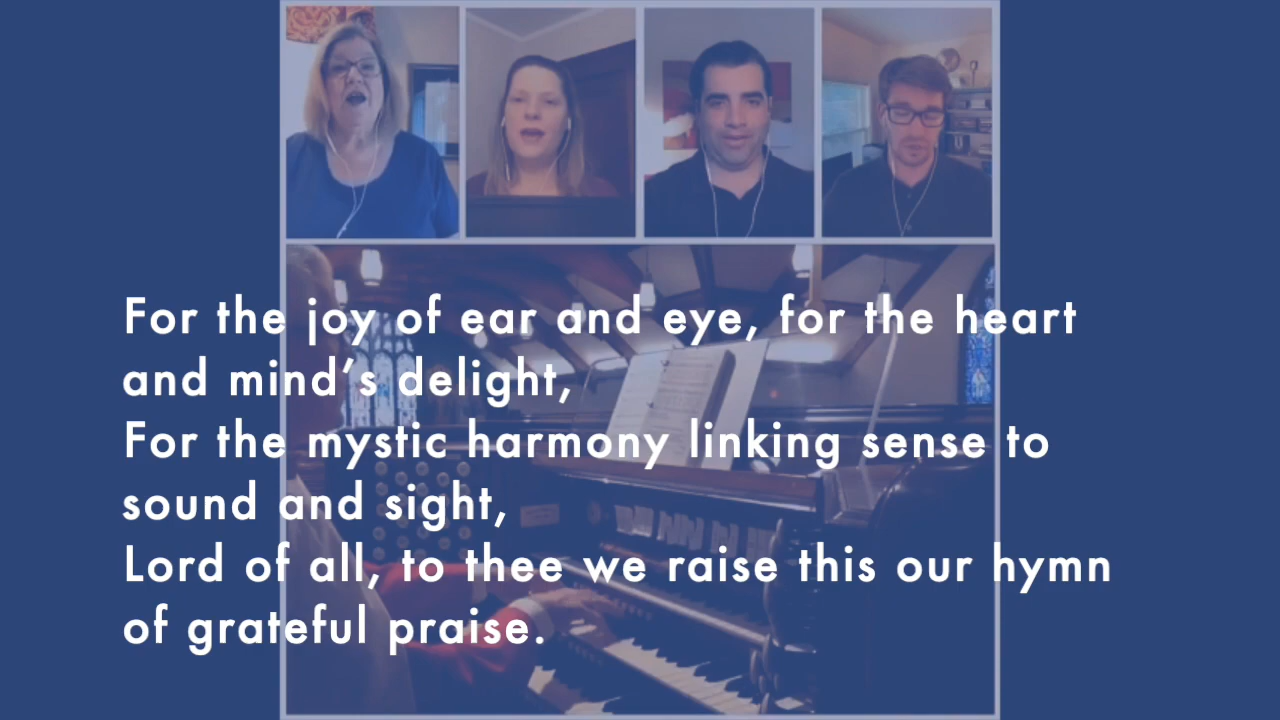 For the joy of ear and eye, for the heart
and mind’s delight,
For the mystic harmony linking sense to
sound and sight,
Lord of all, to thee we raise this our hymn
of grateful praise.